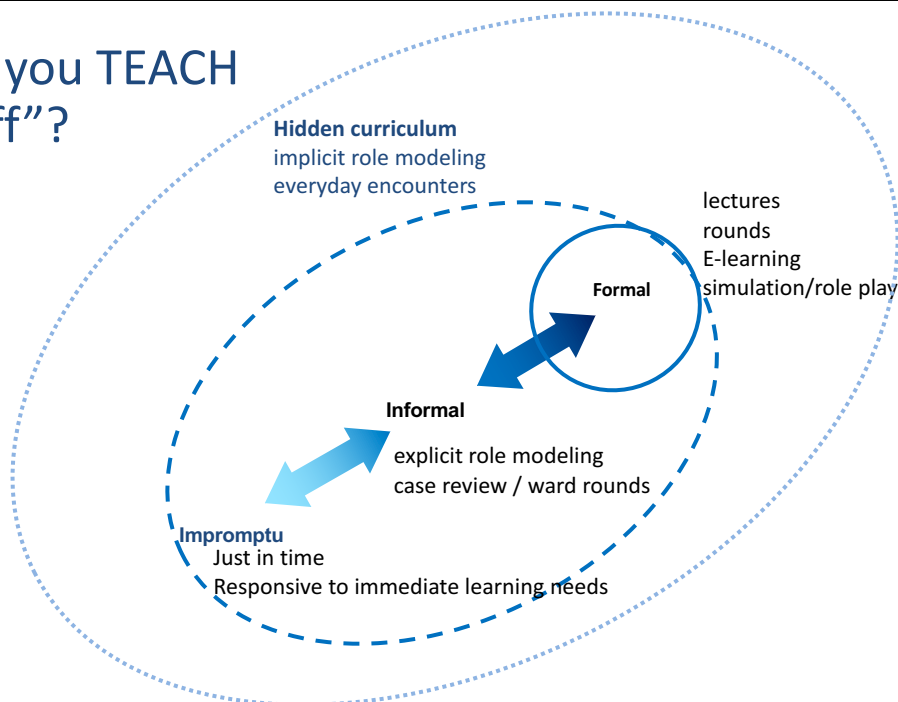 you TEACH
ff”?
Hidden curriculum
implicit role modeling
everyday encounters
lectures
rounds
E-learning
simulation/role play
Formal
Informal
explicit role modeling
case review / ward rounds
Impromptu
Just in time
Responsive to immediate learning needs